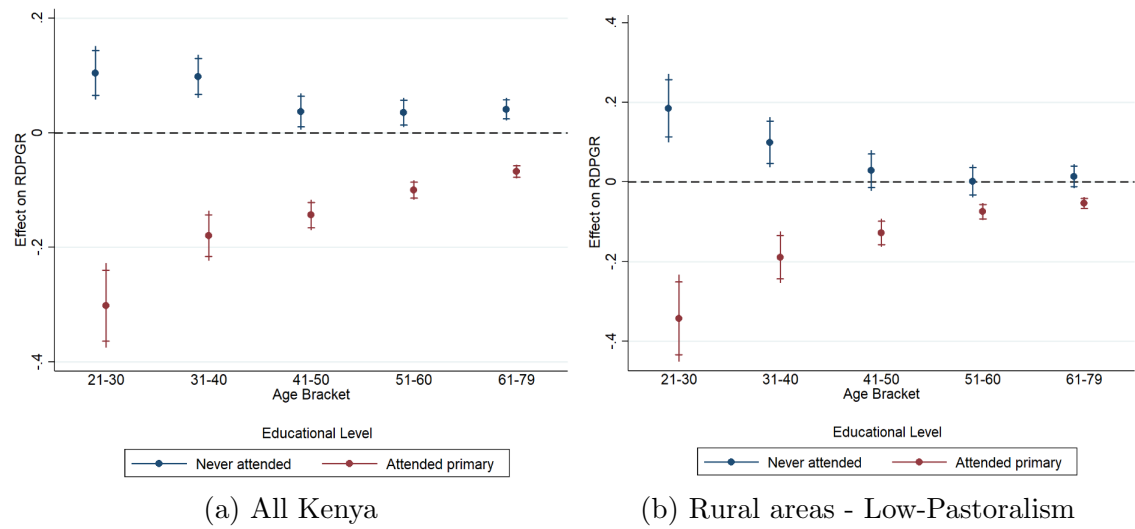 .2
0
-.2
-.4
Effect on RDPGR
21-30 31-40 41-50 51-60 61-79
Age Bracket
Educational Level
Never attended Attended primary
(a) All Kenya
.4
.2
0
-.2
-.4
Effect on RDPGR
21-30 31-40 41-50 51-60 61-79
Age Bracket
Educational Level
Never attended Attended primary
(b) Rural areas - Low-Pastoralism